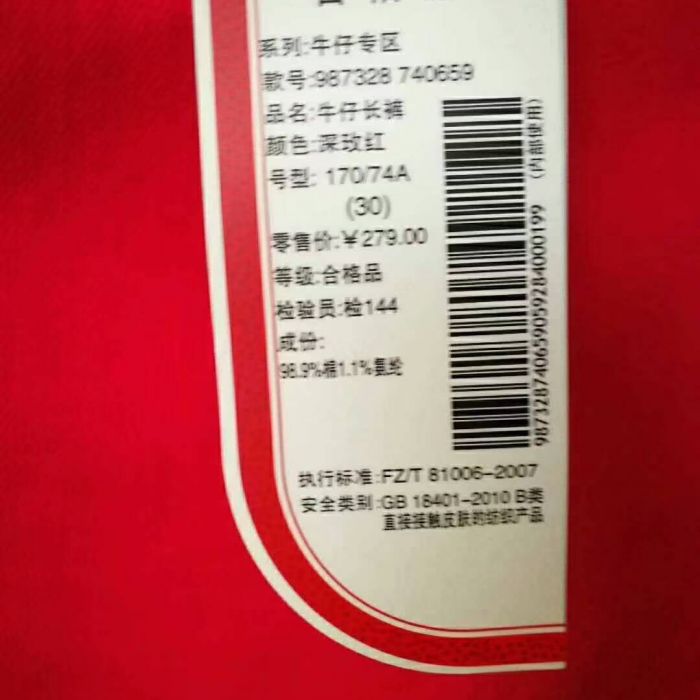 系列:牛仔专区
款号:987328 740659
品名:牛仔长裤
颜色:深玫红
号型: 170/74A
(30)
零售价:￥279.00
等级:合格品
检验员:检144
成份:
98.9%棉1.1%氨纶
执行标准:FZ/T 81006-2007
安全类别:GB 18401-2010 B类
直接接触皮肤的纺织产品
(内部使用)
98732874065905928400​0199